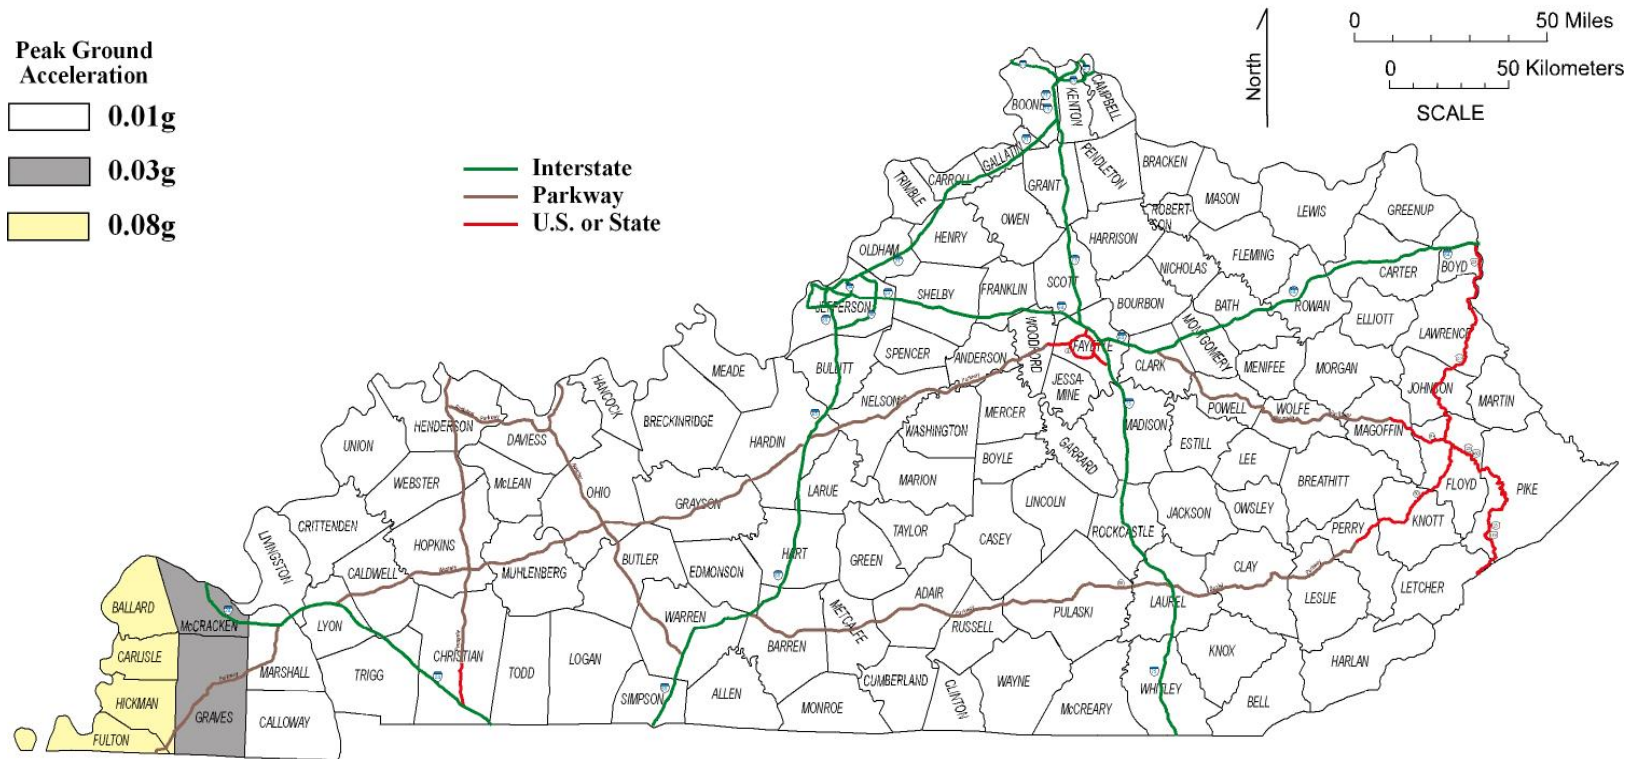 Peak Ground
Acceleration
0.01g
0.03g
0.08g
Interstate
Parkway
U.S. or State
North
0 50 Miles
0 50 Kilometers
SCALE
BOONE
KENTON
CAMPBELL
GALLATIN
PENDLETON
BRACKEN
CARROLL
TRIMBLE
GRANT
MASON
OWEN
ROBERT-
SON
LEWIS
GREENUP
HENRY
HARRISON
OLDHAM
FLEMING
NICHOLAS
CARTER
BOYD
SCOTT
SHELBY
FRANKLIN
BOURBON
BATH
ROWAN
JEFFERSON
ELLIOTT
MONTGOMERY
WOODFORD
LAWRENCE
FAYETTE
SPENCER
ANDERSON
BULLITT
CLARK
MENIFEE
MORGAN
MEADE
JESSA-
MINE
JOHNSON
MARTIN
HANCOCK
NELSON
POWELL
WOLFE
MERCER
BRECKINRIDGE
HENDERSON
DAVIESS
HARDIN
WASHINGTON
MADISON
MAGOFFIN
UNION
ESTILL
GARRARD
BOYLE
LEE
WEBSTER
McLEAN
MARION
BREATHITT
FLOYD
PIKE
OHIO
LARUE
GRAYSON
LINCOLN
JACKSON
OWSLEY
CRITTENDEN
KNOTT
PERRY
TAYLOR
ROCKCASTLE
CASEY
HOPKINS
LIVINGSTON
HART
BUTLER
GREEN
CALDWELL
MUHLENBERG
EDMONSON
CLAY
LETCHER
ADAIR
LESLIE
BALLARD
LAUREL
PULASKI
WARREN
METCALFE
McCRACKEN
LYON
RUSSELL
BARREN
KNOX
CARLISLE
CHRISTIAN
LOGAN
HARLAN
MARSHALL
TRIGG
TODD
CUMBERLAND
WAYNE
WHITLEY
ALLEN
SIMPSON
CLINTON
HICKMAN
BELL
MONROE
McCREARY
GRAVES
CALLOWAY
FULTON